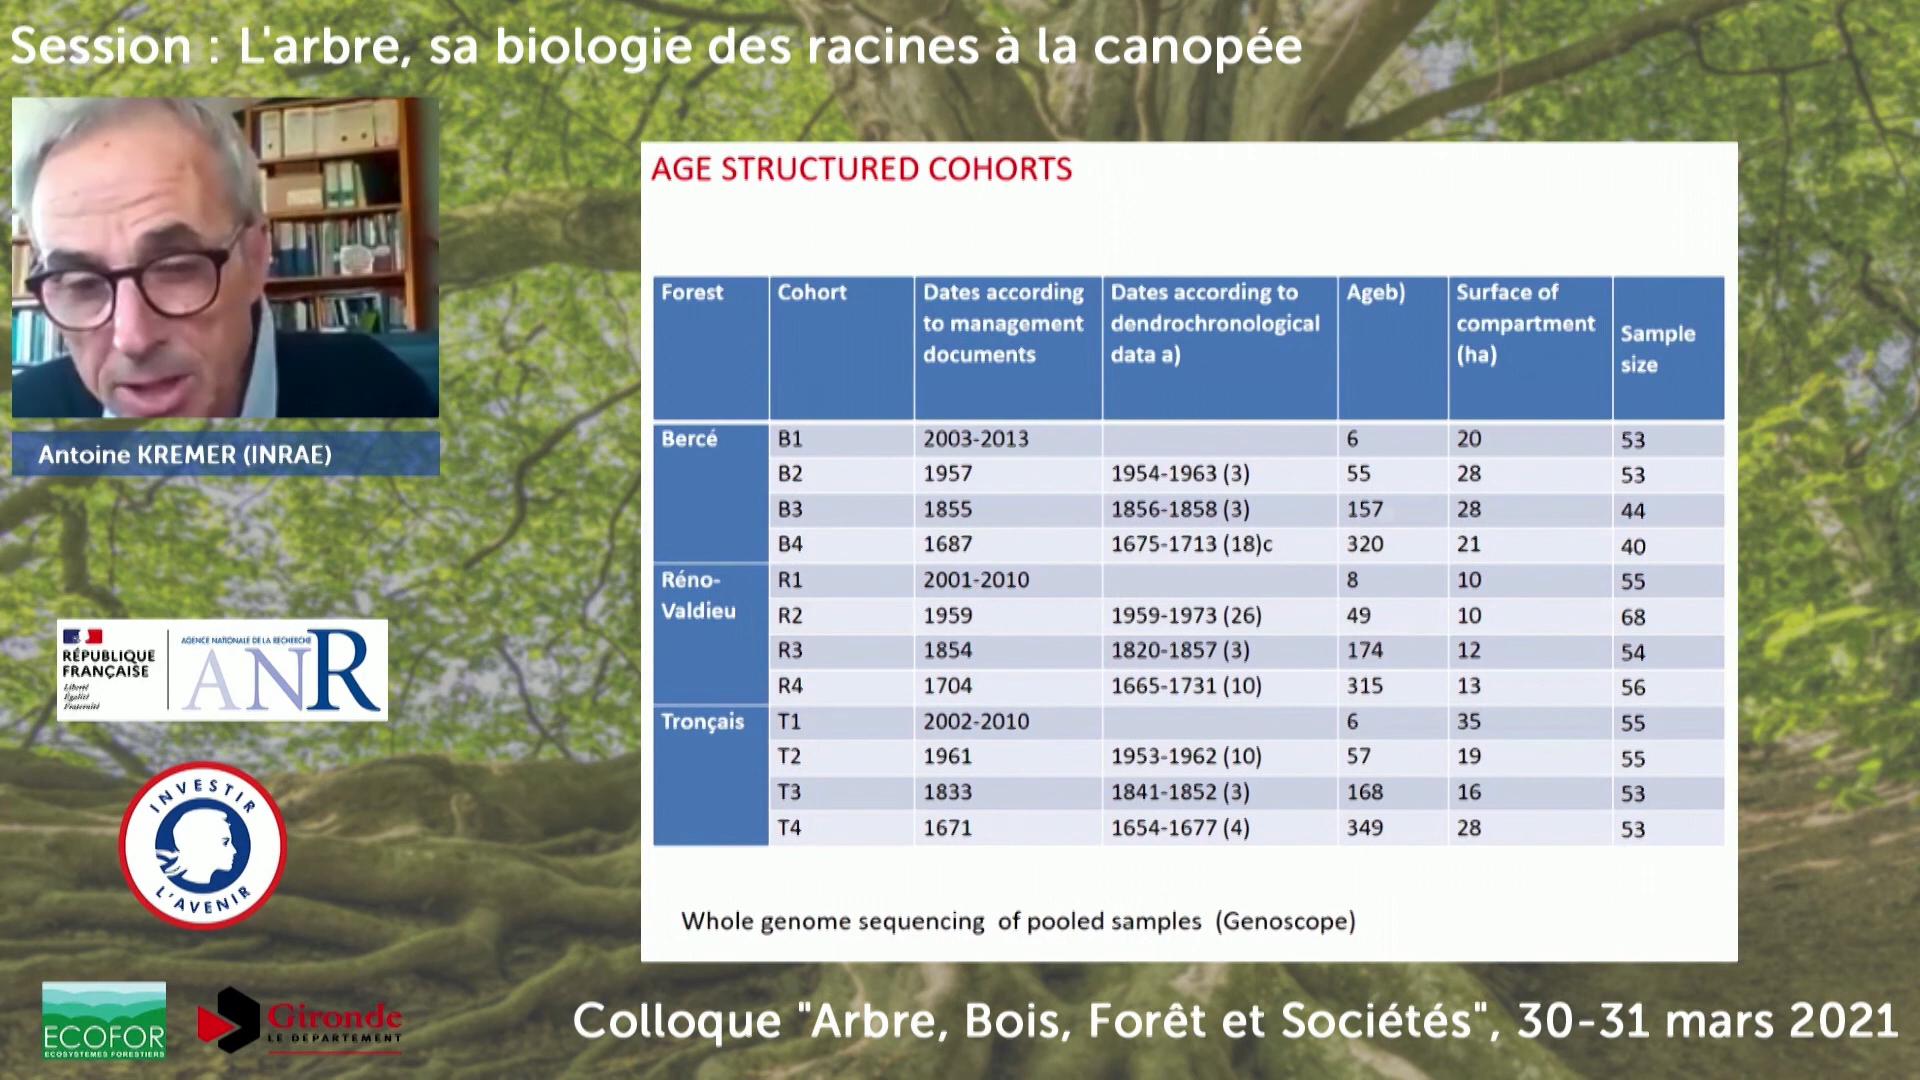 Session : L'arbre, sa biologie des racines à la canopée
Antoine KREMER (INRAE)
RÉPUBLIQUE
FRANÇAISE
Liberté
Égalité
Fraternité
AGENCE NATIONALE DE LA RECHERCHE
ANR
INVESTIR
L'AVENIR
ECOFOR
ECOSYSTEMES FORESTIERS
Gironde
LE DEPARTEMENT
AGE STRUCTURED COHORTS
Forest Cohort Dates according to management documents Dates according to dendrochronological data a) Ageb) Surface of compartment (ha) Sample size
Bercé B1 2003-2013 6 20 53
B2 1957 1954-1963 (3) 55 28 53
B3 1855 1856-1858 (3) 157 28 44
B4 1687 1675-1713 (18)c 320 21 40
Réno-Valdieu R1 2001-2010 8 10 55
R2 1959 1959-1973 (26) 49 10 68
R3 1854 1820-1857 (3) 174 12 54
R4 1704 1665-1731 (10) 315 13 56
Tronçais T1 2002-2010 6 35 55
T2 1961 1953-1962 (10) 57 19 55
T3 1833 1841-1852 (3) 168 16 53
T4 1671 1654-1677 (4) 349 28 53
Whole genome sequencing of pooled samples (Genoscope)
Colloque "Arbre, Bois, Forêt et Sociétés", 30-31 mars 2021